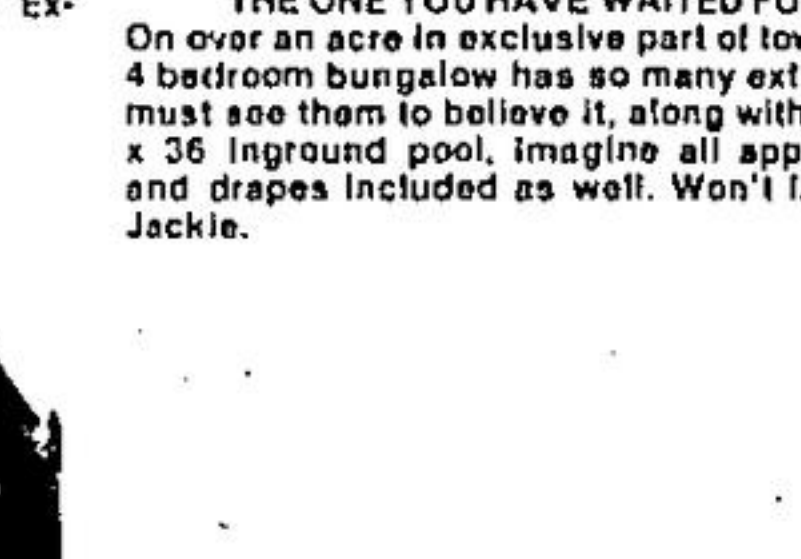 EX-
THE ONE YOU HAVE WAITED FO
On over an acre in exclusive part of tow
4 bedroom bungalow has so many ext
must see them to believe it, along with
x 36 inground pool, imagine all app
and drapes included as well. Won't l
Jackie.